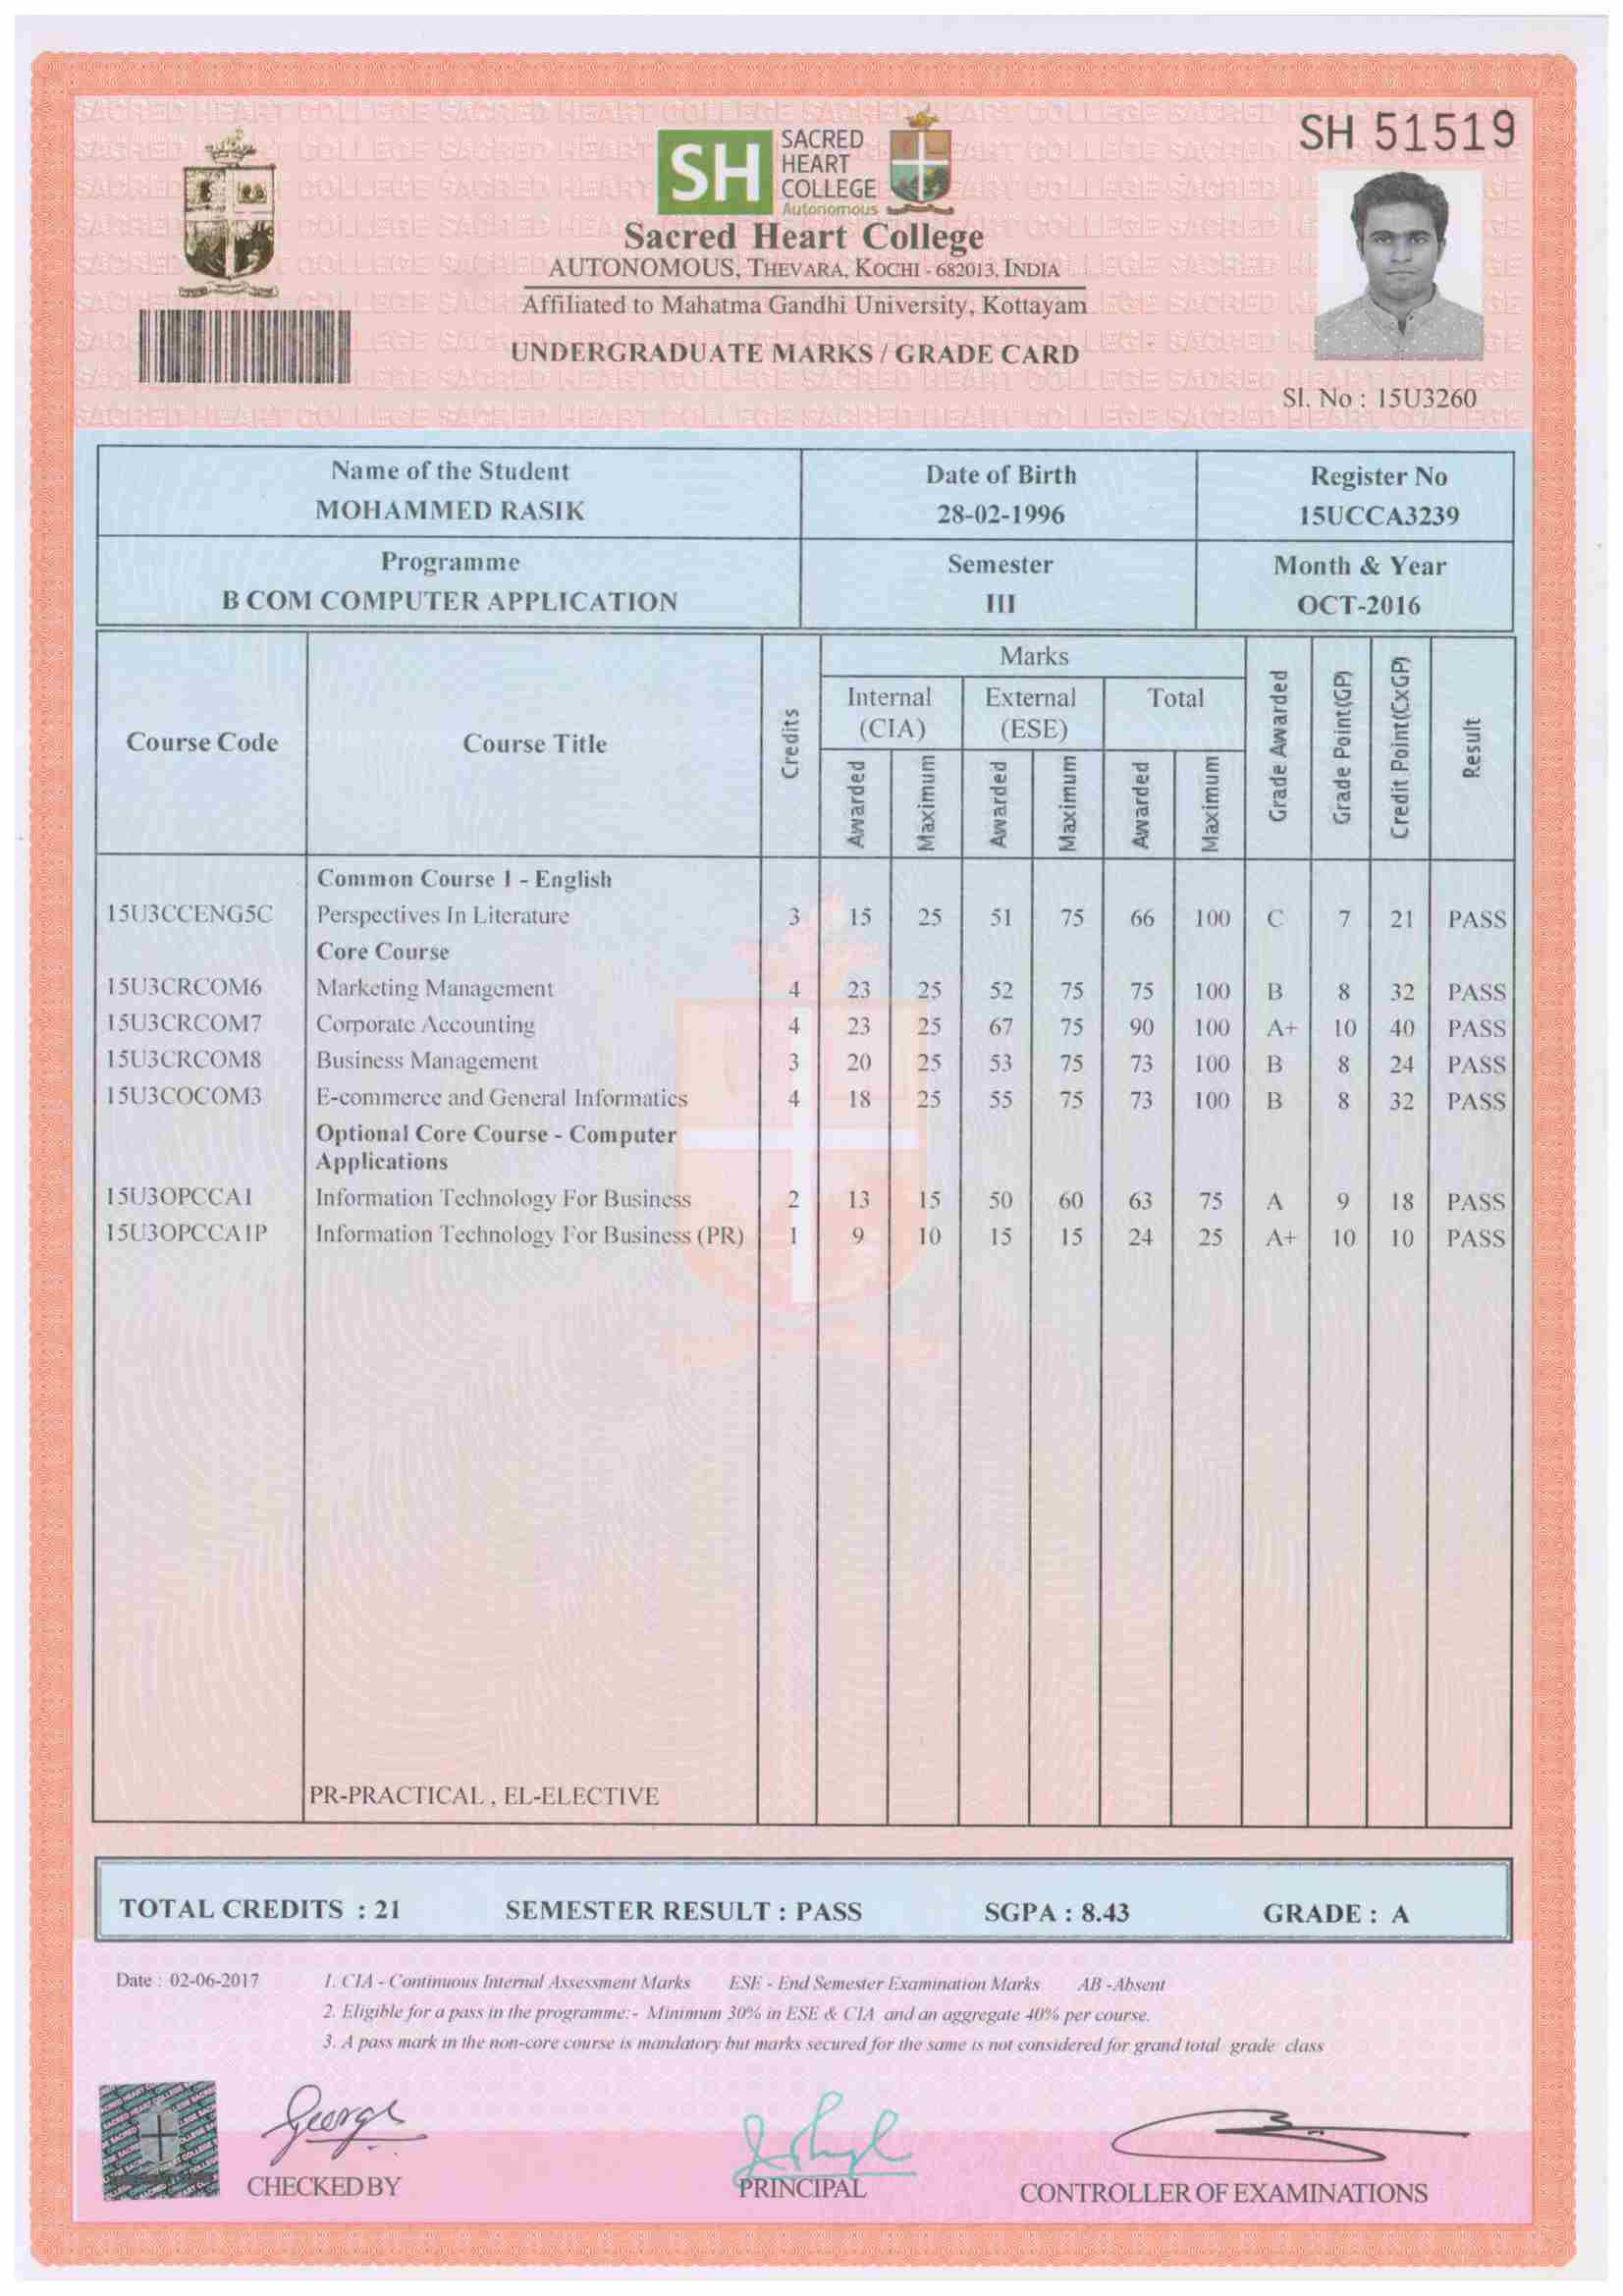 SH 51519
SH SACRED
HEART
COLLEGE
Autonomous
Sacred Heart College
AUTONOMOUS, THEVARA, KOCHI - 682013, INDIA
Affiliated to Mahatma Gandhi University, Kottayam
UNDERGRADUATE MARKS / GRADE CARD
Sl. No : 15U3260
Name of the Student Date of Birth Register No
MOHAMMED RASIK 28-02-1996 15UCCA3239
Programme Semester Month & Year
B COM COMPUTER APPLICATION III OCT-2016
Course Code Course Title Credits Marks Grade Awarded Grade Point(GP) Credit Point(CxGP) Result
Internal (CIA) External (ESE) Total
Awarded Maximum Awarded Maximum Awarded Maximum
Common Course 1 - English
15U3CCENG5C Perspectives In Literature 3 15 25 51 75 66 100 C 7 21 PASS
Core Course
15U3CRCOM6 Marketing Management 4 23 25 52 75 75 100 B 8 32 PASS
15U3CRCOM7 Corporate Accounting 4 23 25 67 75 90 100 A+ 10 40 PASS
15U3CRCOM8 Business Management 3 20 25 53 75 73 100 B 8 24 PASS
15U3COCOM3 E-commerce and General Informatics 4 18 25 55 75 73 100 B 8 32 PASS
Optional Core Course - Computer
Applications
15U3OPCCA1 Information Technology For Business 2 13 15 50 60 63 75 A 9 18 PASS
15U3OPCCA1P Information Technology For Business (PR) 1 9 10 15 15 24 25 A+ 10 10 PASS
PR-PRACTICAL , EL-ELECTIVE
TOTAL CREDITS : 21 SEMESTER RESULT : PASS SGPA : 8.43 GRADE : A
Date : 02-06-2017 1. CIA - Continuous Internal Assessment Marks ESE - End Semester Examination Marks AB - Absent
2. Eligible for a pass in the programme:- Minimum 30% in ESE & CIA and an aggregate 40% per course.
3. A pass mark in the non-core course is mandatory but marks secured for the same is not considered for grand total grade class
George
CHECKED BY PRINCIPAL CONTROLLER OF EXAMINATIONS